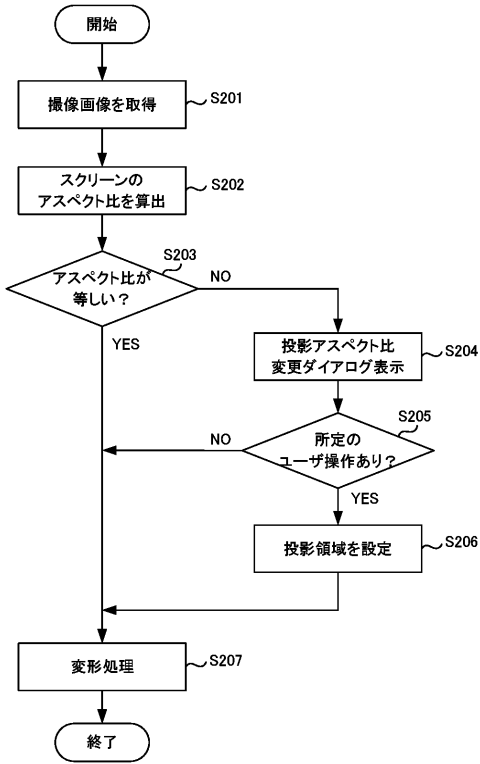 開始
撮像画像を取得
S201
スクリーンの
アスペクト比を算出
S202
アスペクト比が
等しい？
S203
NO
YES
投影アスペクト比
変更ダイアログ表示
S204
所定の
ユーザ操作あり？
S205
NO
YES
投影領域を設定
S206
変形処理
S207
終了